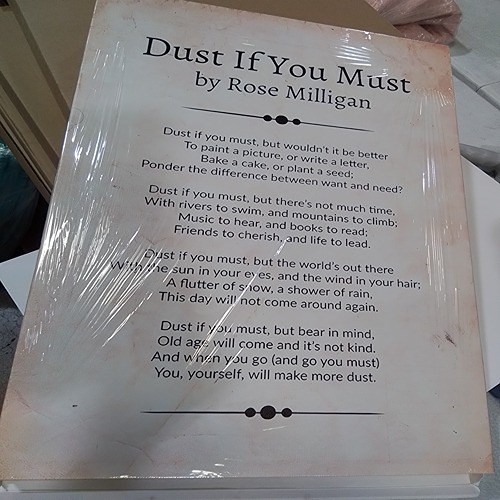 Dust If You Must
by Rose Milligan
Dust if you must, but wouldn't it be better
To paint a picture, or write a letter,
Bake a cake, or plant a seed;
Ponder the difference between want and need?
Dust if you must, but there's not much time,
With rivers to swim, and mountains to climb;
Music to hear, and books to read;
Friends to cherish, and life to lead.
Dust if you must, but the world's out there
With the sun in your eyes, and the wind in your hair;
A flutter of snow, a shower of rain,
This day will not come around again.
Dust if you must, but bear in mind,
Old age will come and it's not kind.
And when you go (and go you must)
You, yourself, will make more dust.